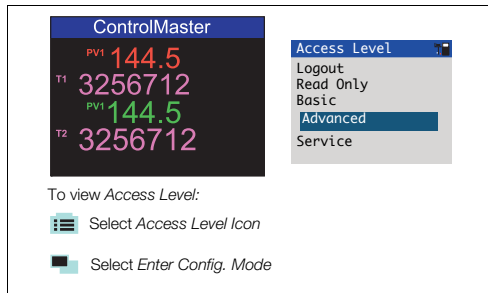 ControlMaster
PV1 144.5
T1 3256712
PV1 144.5
T2 3256712
Access Level
Logout
Read Only
Basic
Advanced
Service
To view Access Level:
Select Access Level Icon
Select Enter Config. Mode